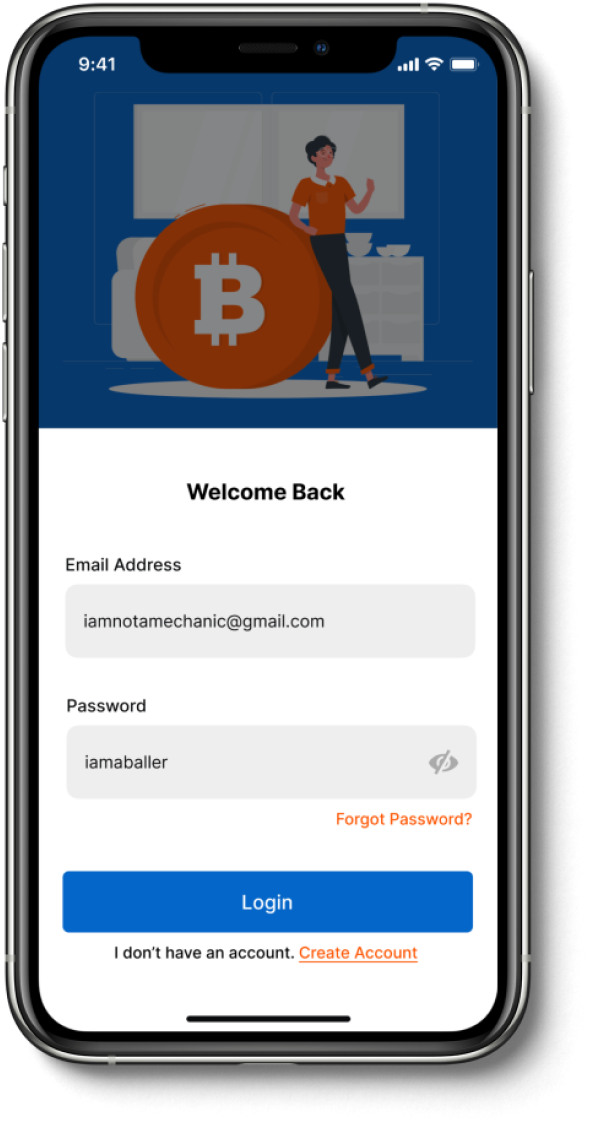 9:41
Welcome Back
Email Address
iamnotamechanic@gmail.com
Password
iamaballer
Forgot Password?
Login
I don’t have an account. Create Account